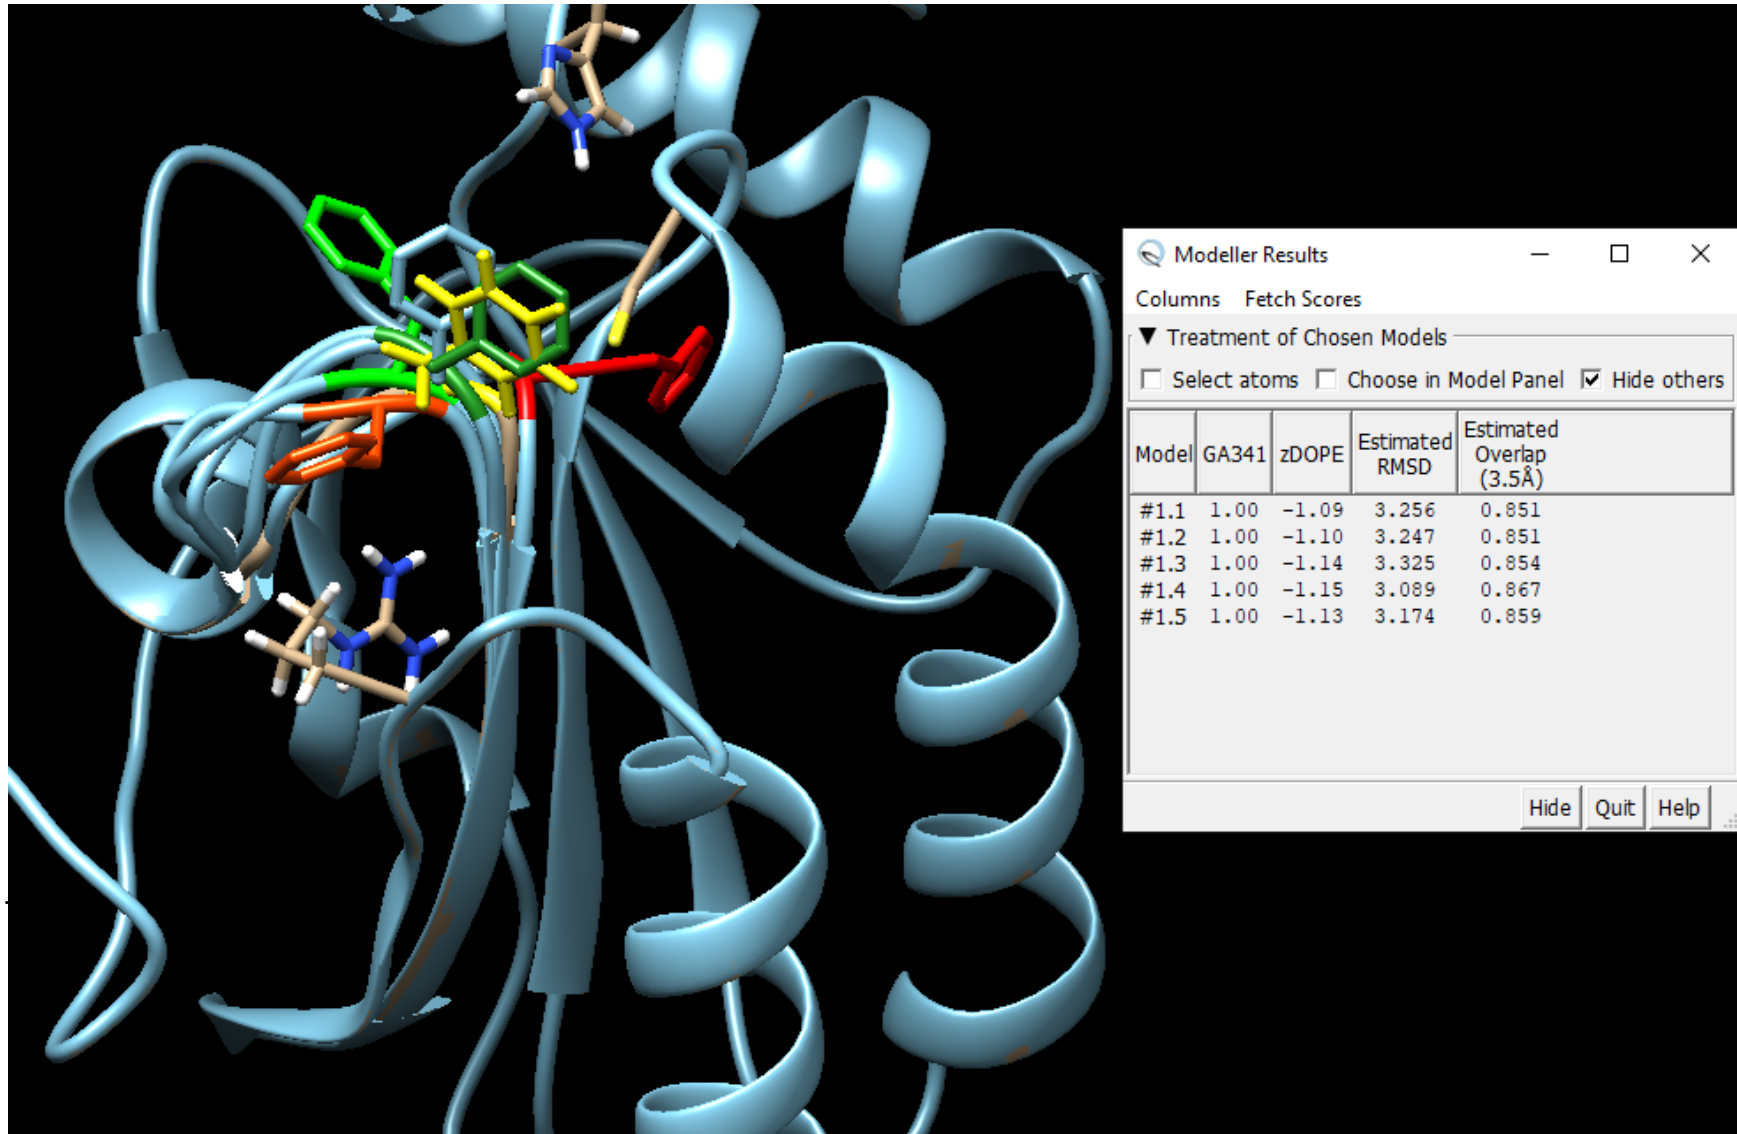 Modeller Results
Columns Fetch Scores
Treatment of Chosen Models
Select atoms Choose in Model Panel Hide others
Model GA341 zDOPE Estimated RMSD Estimated Overlap (3.5Å)
#1.1 1.00 -1.09 3.256 0.851
#1.2 1.00 -1.10 3.247 0.851
#1.3 1.00 -1.14 3.325 0.854
#1.4 1.00 -1.15 3.089 0.867
#1.5 1.00 -1.13 3.174 0.859
Hide Quit Help